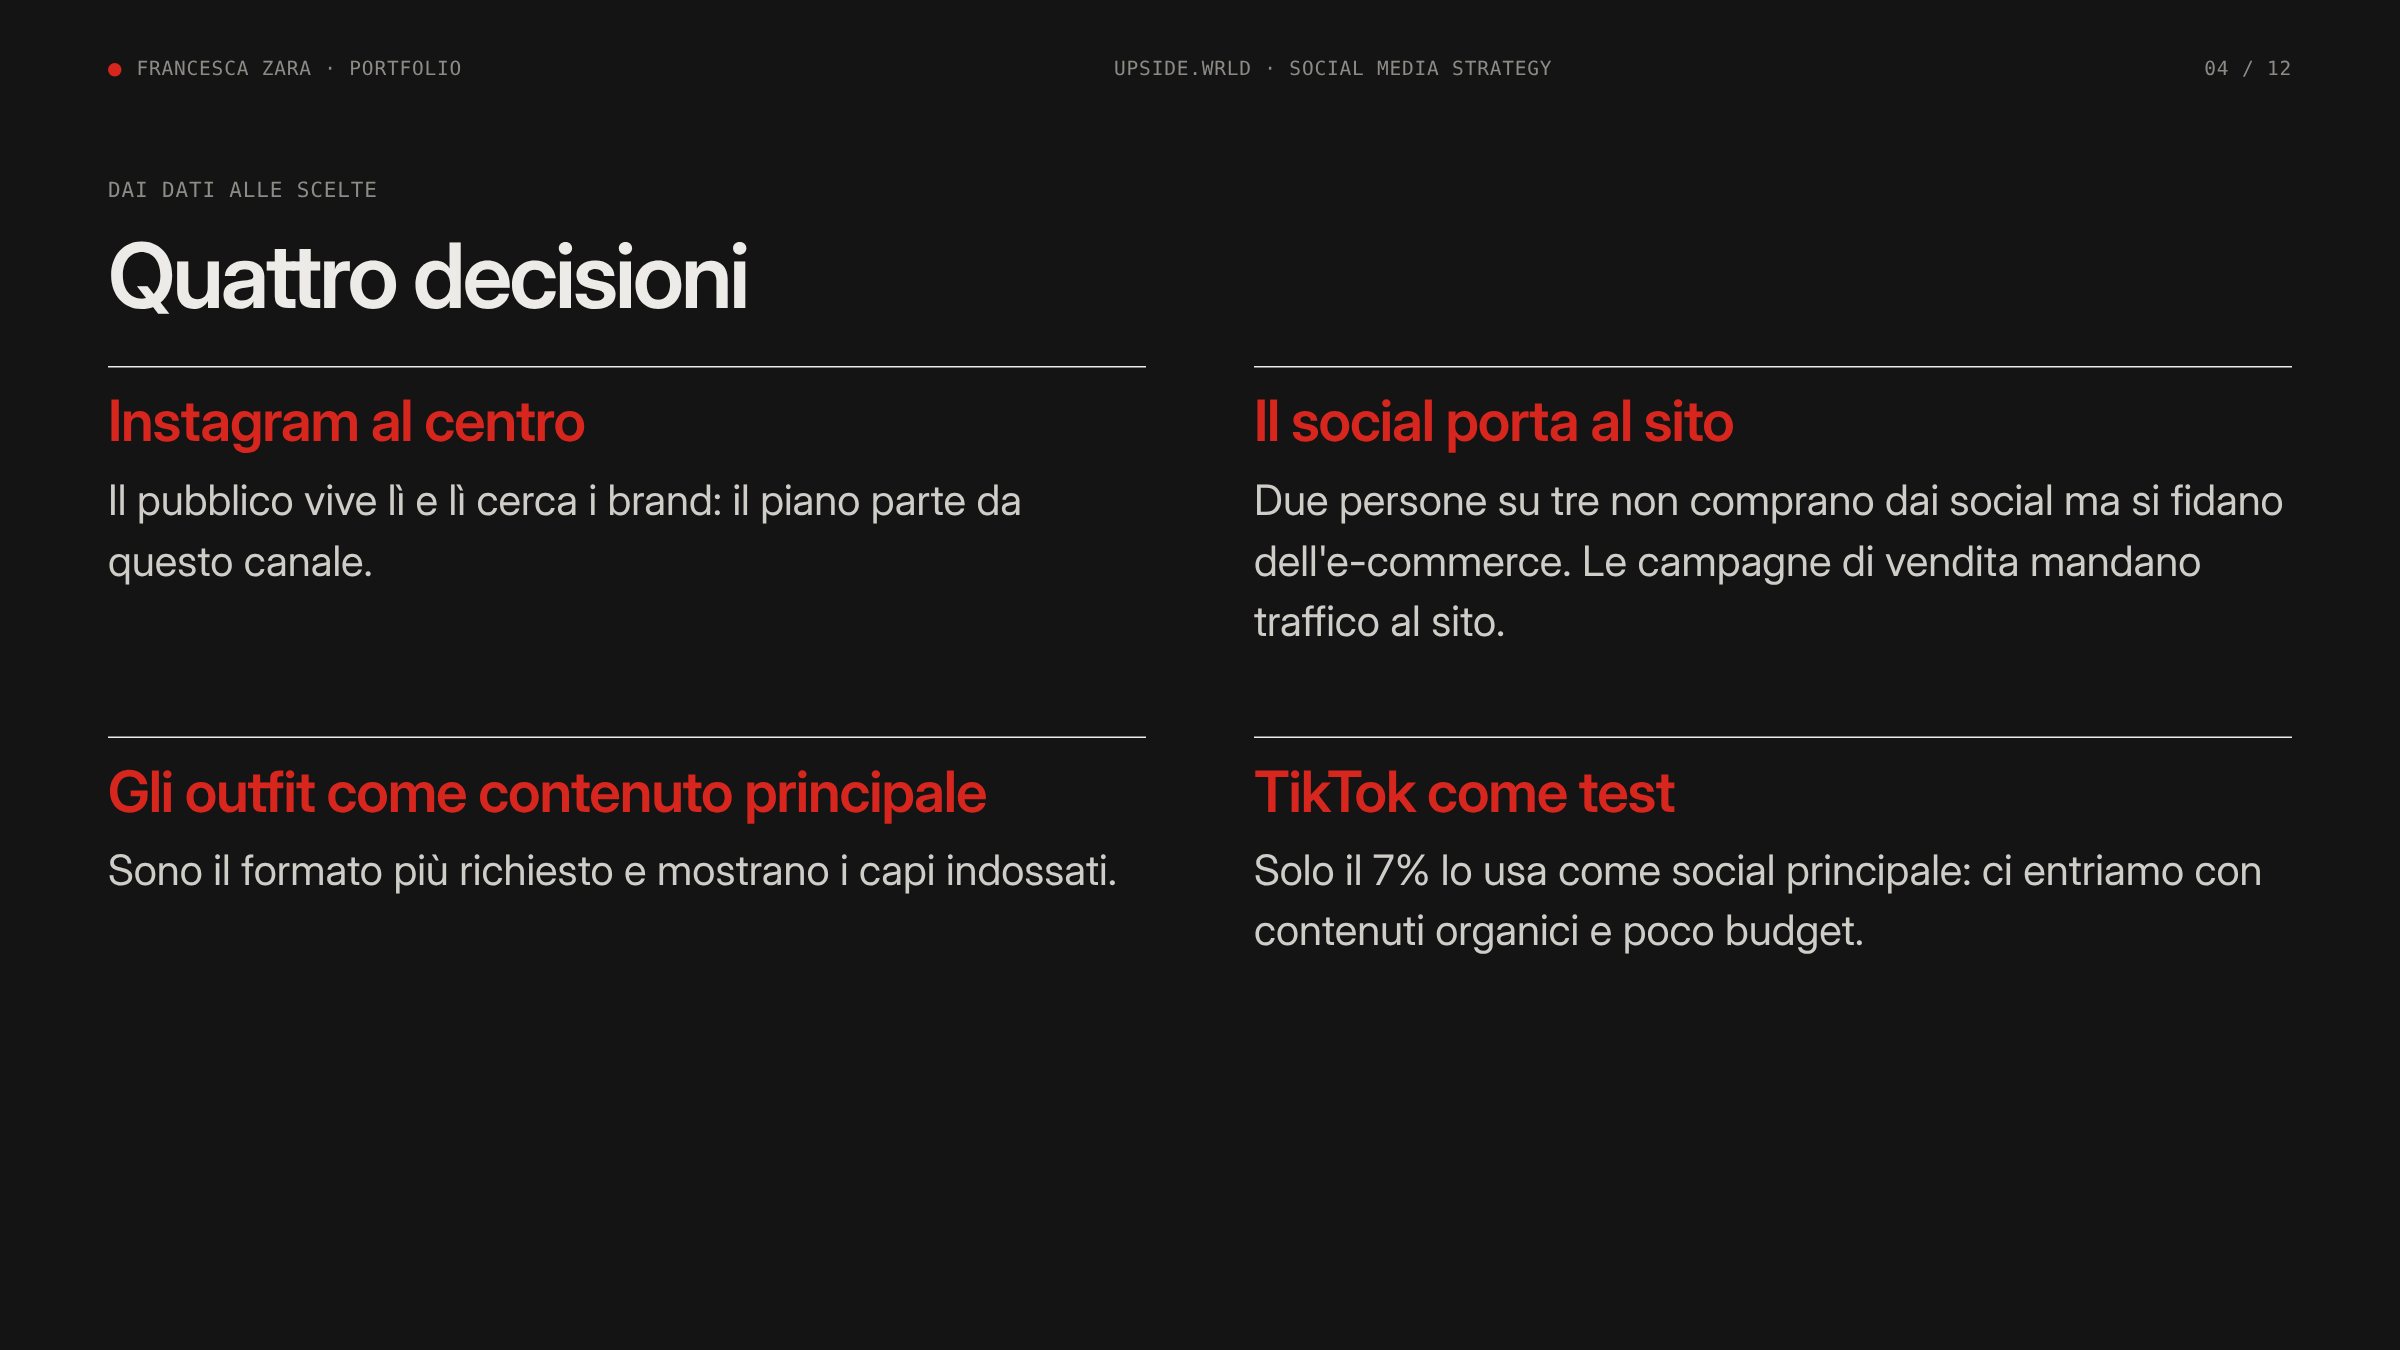 FRANCESCA ZARA · PORTFOLIO
UPSIDE.WRLD · SOCIAL MEDIA STRATEGY
04 / 12
DAI DATI ALLE SCELTE
Quattro decisioni
Instagram al centro
Il pubblico vive lì e lì cerca i brand: il piano parte da
questo canale.
Il social porta al sito
Due persone su tre non comprano dai social ma si fidano
dell'e-commerce. Le campagne di vendita mandano
traffico al sito.
Gli outfit come contenuto principale
Sono il formato più richiesto e mostrano i capi indossati.
TikTok come test
Solo il 7% lo usa come social principale: ci entriamo con
contenuti organici e poco budget.